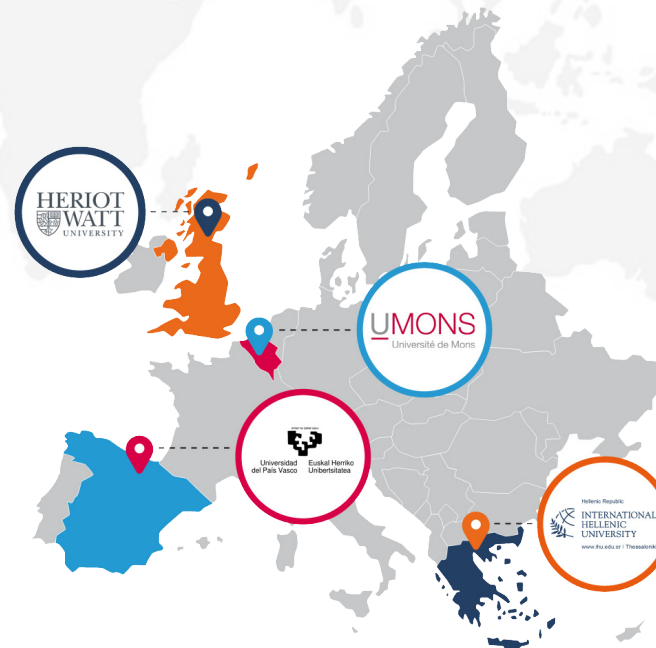 HERIOT
WATT
UNIVERSITY
UMONS
Université de Mons
Universidad
del País Vasco
Euskal Herriko
Unibertsitatea
Hellenic Republic
INTERNATIONAL
HELLENIC
UNIVERSITY
www.ihu.edu.gr | Thessaloniki